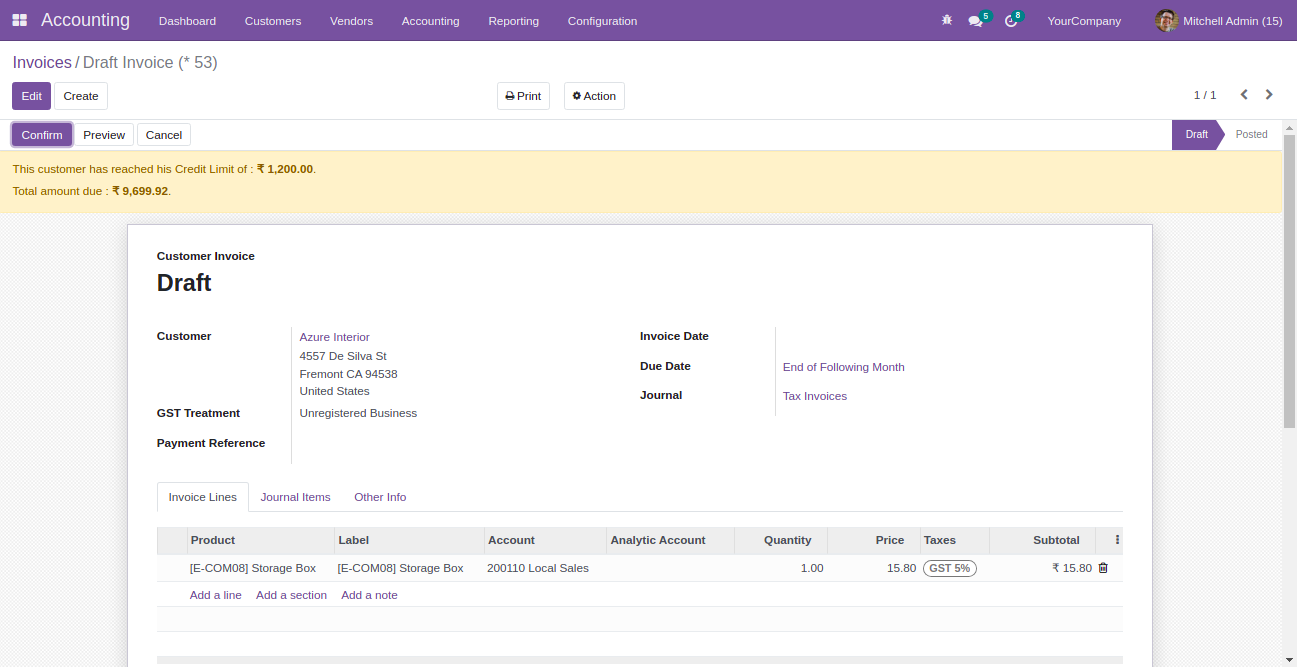 Accounting Dashboard Customers Vendors Accounting Reporting Configuration 5 8 YourCompany Mitchell Admin (15)
Invoices / Draft Invoice (* 53)
Edit Create Print Action 1 / 1
Confirm Preview Cancel Draft Posted
This customer has reached his Credit Limit of : ₹ 1,200.00.
Total amount due : ₹ 9,699.92.
Customer Invoice
Draft
Customer Azure Interior Invoice Date
4557 De Silva St
Fremont CA 94538 Due Date End of Following Month
United States Journal Tax Invoices
GST Treatment Unregistered Business
Payment Reference
Invoice Lines Journal Items Other Info
Product Label Account Analytic Account Quantity Price Taxes Subtotal
[E-COM08] Storage Box [E-COM08] Storage Box 200110 Local Sales 1.00 15.80 GST 5% ₹ 15.80
Add a line Add a section Add a note